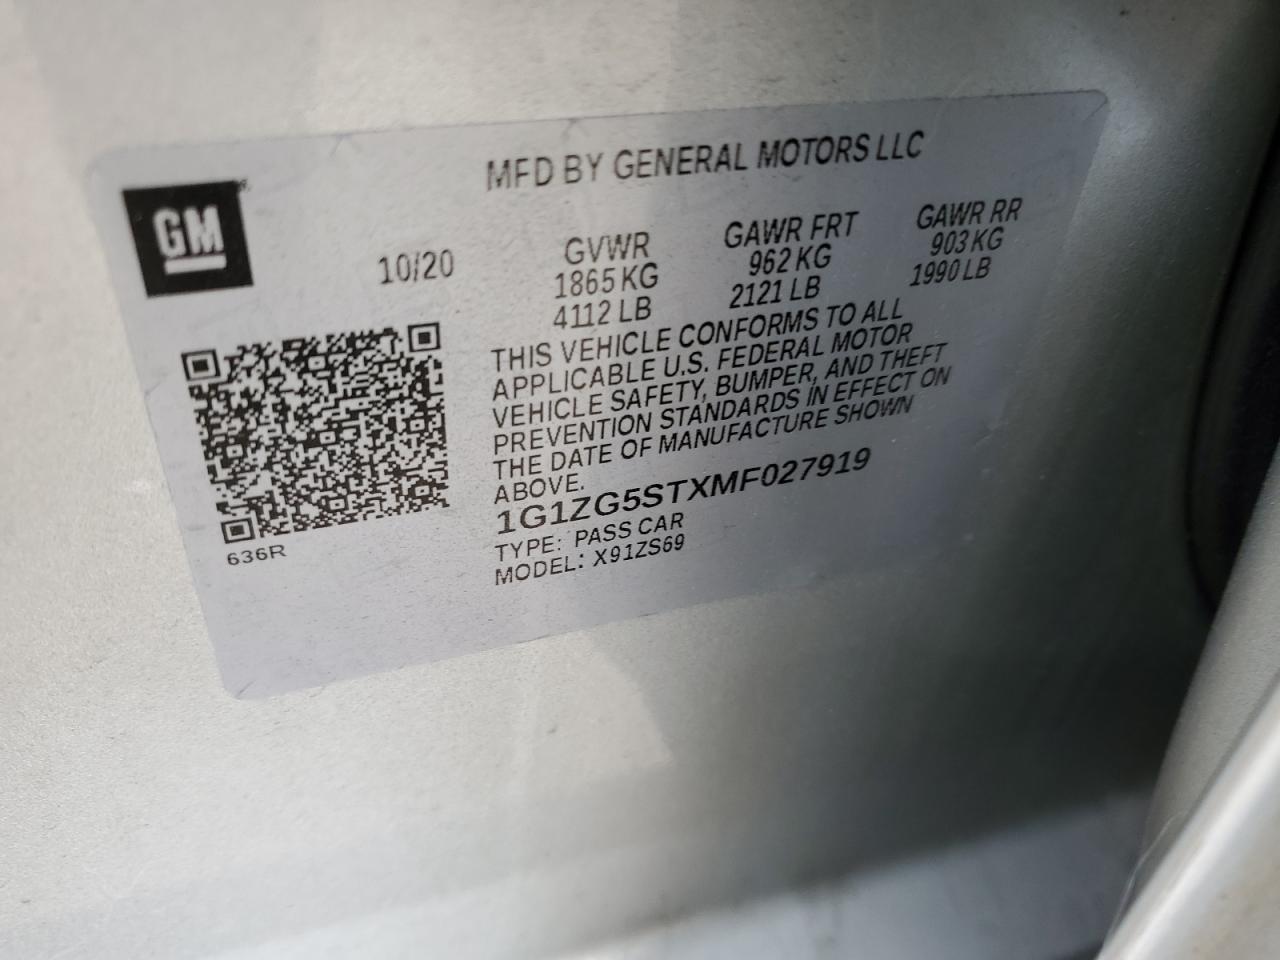 MFD BY GENERAL MOTORS LLC
GM
10/20
GVWR GAWR FRT GAWR RR
1865 KG 962 KG 903 KG
4112 LB 2121 LB 1990 LB
THIS VEHICLE CONFORMS TO ALL
APPLICABLE U.S. FEDERAL MOTOR
VEHICLE SAFETY, BUMPER, AND THEFT
PREVENTION STANDARDS IN EFFECT ON
THE DATE OF MANUFACTURE SHOWN
ABOVE.
1G1ZG5STXMF027919
TYPE: PASS CAR
MODEL: X91ZS69
636R